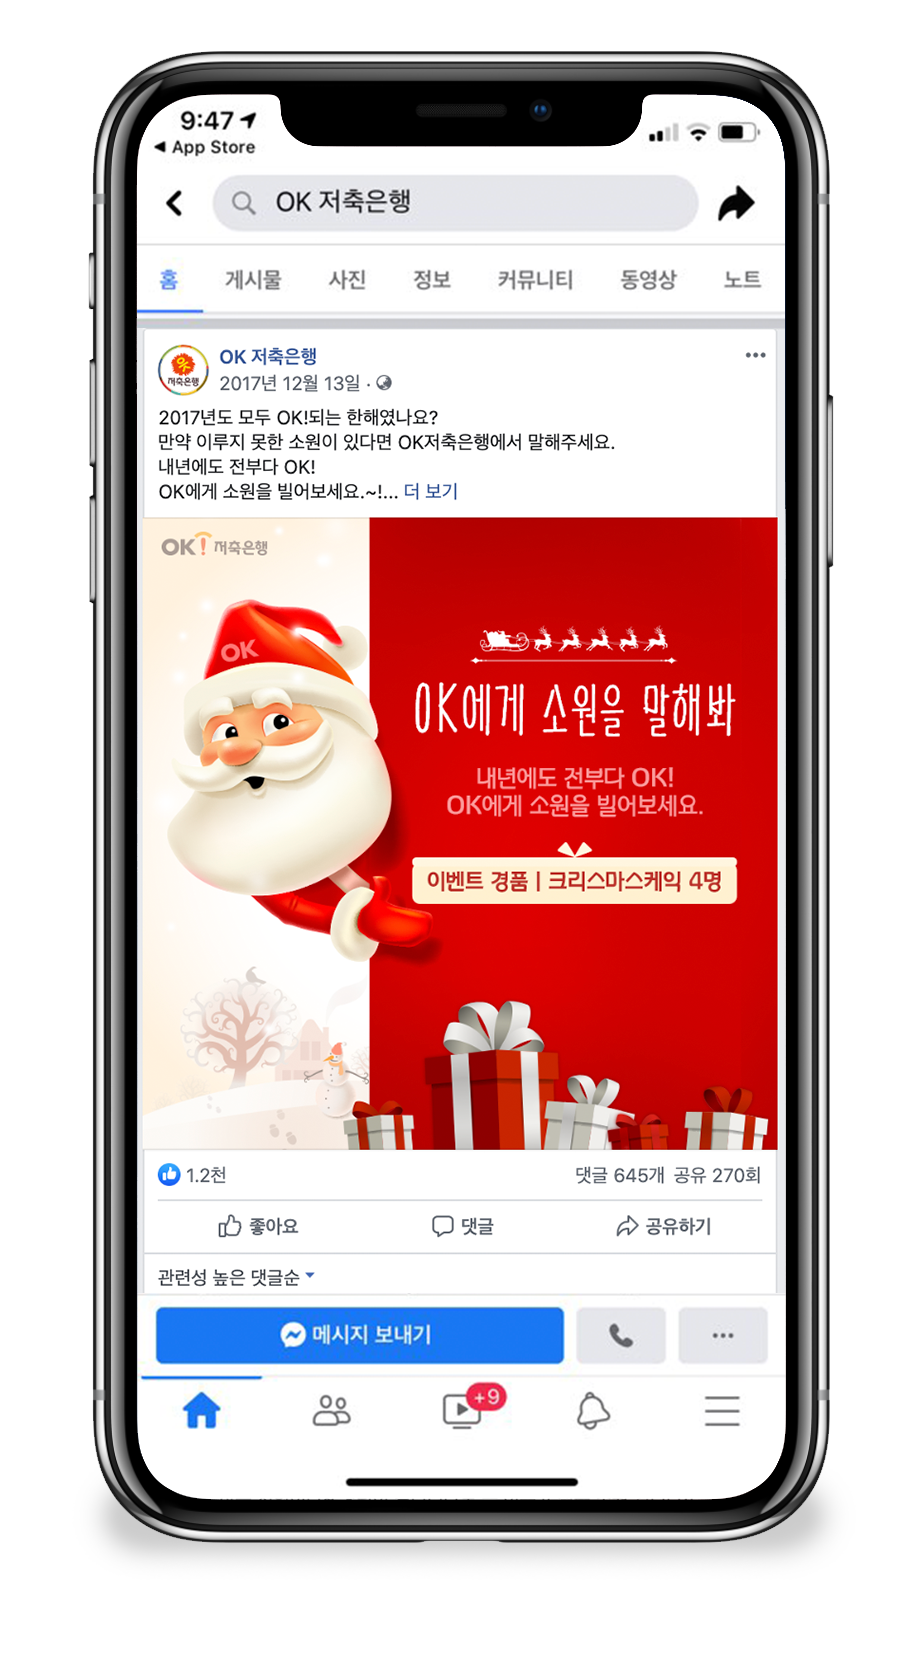 9:47
App Store
OK 저축은행
홈 게시물 사진 정보 커뮤니티 동영상 노트
OK 저축은행
저축은행
2017년 12월 13일 ·
2017년도 모두 OK!되는 한해였나요?
만약 이루지 못한 소원이 있다면 OK저축은행에서 말해주세요.
내년에도 전부다 OK!
OK에게 소원을 빌어보세요.~!... 더 보기
OK! 저축은행
OK
OK에게 소원을 말해봐
내년에도 전부다 OK!
OK에게 소원을 빌어보세요.
이벤트 경품 | 크리스마스케익 4명
1.2천 댓글 645개 공유 270회
좋아요 댓글 공유하기
관련성 높은 댓글순
메시지 보내기
+9